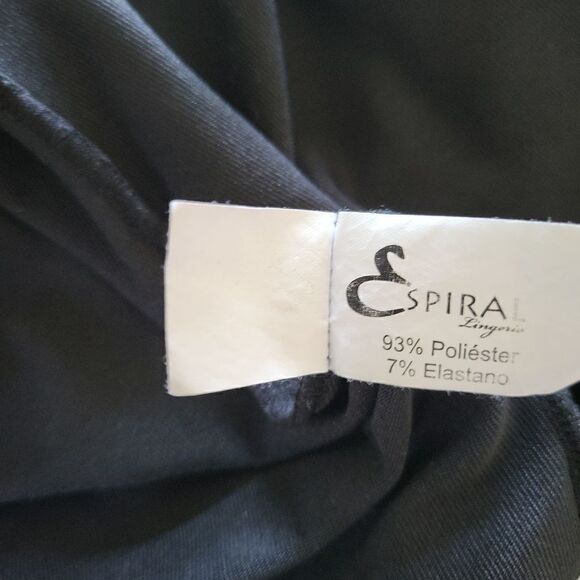 ESPIRAL
Lingerie
93% Poliéster
7% Elastano